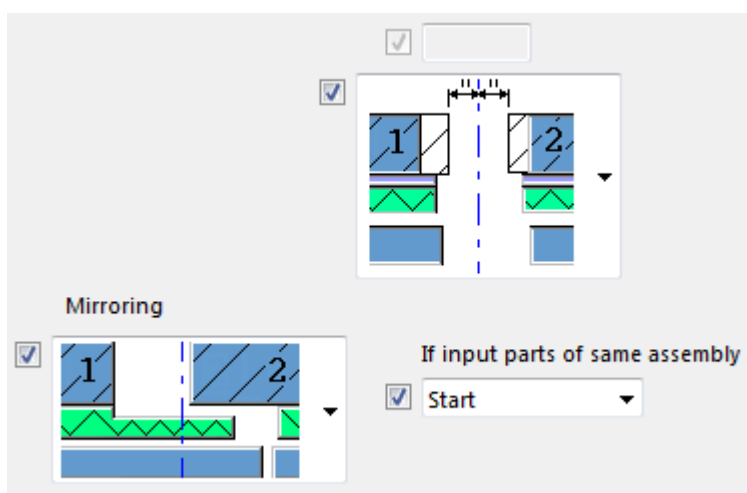 " "
1 2
Mirroring
1 2
If input parts of same assembly
Start